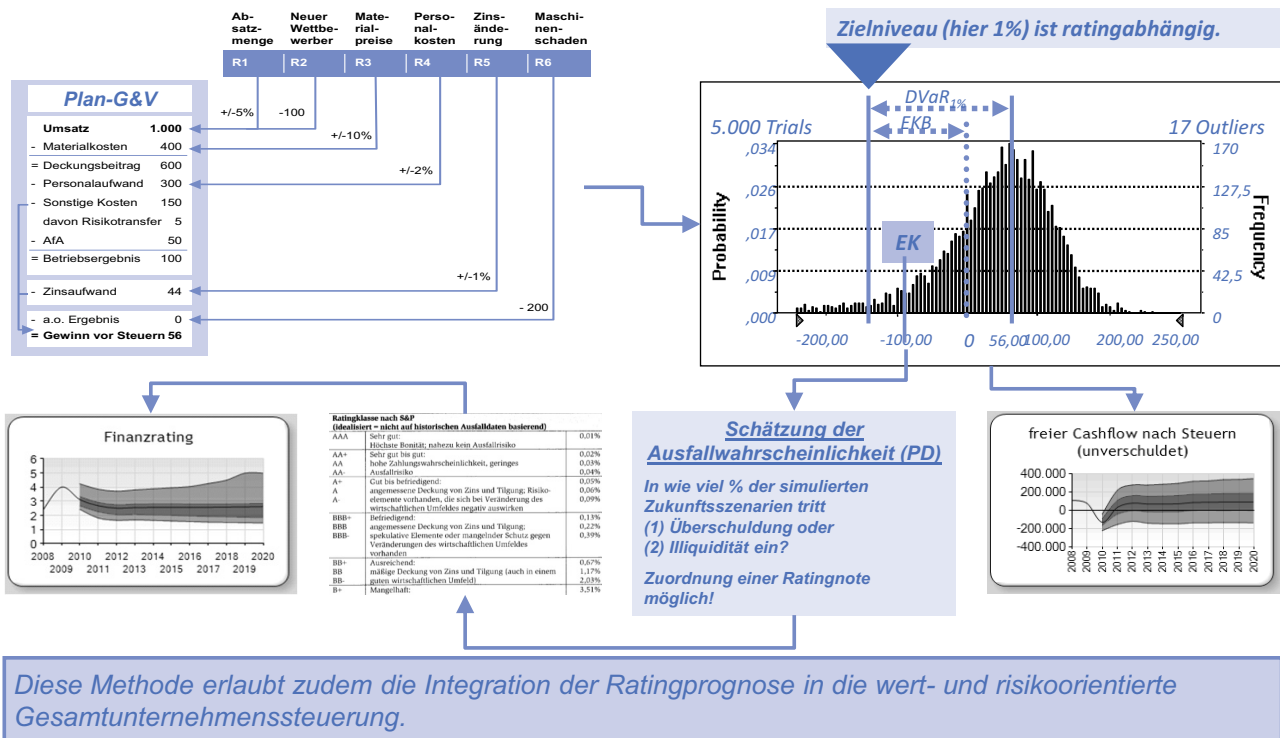 Ab-
satz-
menge
Neuer
Wettbe-
werber
Mate-
rial-
preise
Perso-
nal-
kosten
Zins-
ände-
rung
Maschi-
nen-
schaden
R1 R2 R3 R4 R5 R6
Zielniveau (hier 1%) ist ratingabhängig.
Plan-G&V
Umsatz 1.000
- Materialkosten 400
= Deckungsbeitrag 600
- Personalaufwand 300
- Sonstige Kosten 150
davon Risikotransfer 5
- AfA 50
= Betriebsergebnis 100
- Zinsaufwand 44
- a.o. Ergebnis 0
= Gewinn vor Steuern 56
+/-5%
-100
+/-10%
+/-2%
+/-1%
- 200
DVaR1%
EKB
5.000 Trials
17 Outliers
,034
,026
,017
,009
,000
Probability
EK
170
127,5
85
42,5
0
Frequency
-200,00 -100,00 0 56,00 100,00 200,00 250,00
Finanzrating
6
5
4
3
2
1
0
2008 2010 2012 2014 2016 2018 2020
2009 2011 2013 2015 2017 2019
Ratingklasse nach S&P
(idealisiert = nicht auf historischen Ausfalldaten basierend)
AAA Sehr gut: 0,01%
Höchste Bonität; nahezu kein Ausfallrisiko
AA+ Sehr gut bis gut: 0,02%
AA hohe Zahlungswahrscheinlichkeit, geringes 0,03%
AA- Ausfallrisiko 0,04%
A+ Gut bis befriedigend: 0,05%
A angemessene Deckung von Zins und Tilgung; Risiko- 0,06%
A- elemente vorhanden, die sich bei Veränderung des 0,09%
wirtschaftlichen Umfeldes negativ auswirken
BBB+ Befriedigend: 0,13%
BBB angemessene Deckung von Zins und Tilgung; 0,22%
BBB- spekulative Elemente oder mangelnder Schutz gegen 0,39%
Veränderungen des wirtschaftlichen Umfeldes
vorhanden
BB+ Ausreichend: 0,67%
BB mäßige Deckung von Zins und Tilgung (auch in einem 1,17%
BB- guten wirtschaftlichen Umfeld) 2,03%
B+ Mangelhaft: 3,51%
Schätzung der
Ausfallwahrscheinlichkeit (PD)
In wie viel % der simulierten
Zukunftsszenarien tritt
(1) Überschuldung oder
(2) Illiquidität ein?
Zuordnung einer Ratingnote
möglich!
freier Cashflow nach Steuern
(unverschuldet)
400.000
200.000
0
-200.000
-400.000
2008 2009 2010 2011 2012 2013 2014 2015 2016 2017 2018 2019 2020
Diese Methode erlaubt zudem die Integration der Ratingprognose in die wert- und risikoorientierte
Gesamtunternehmenssteuerung.